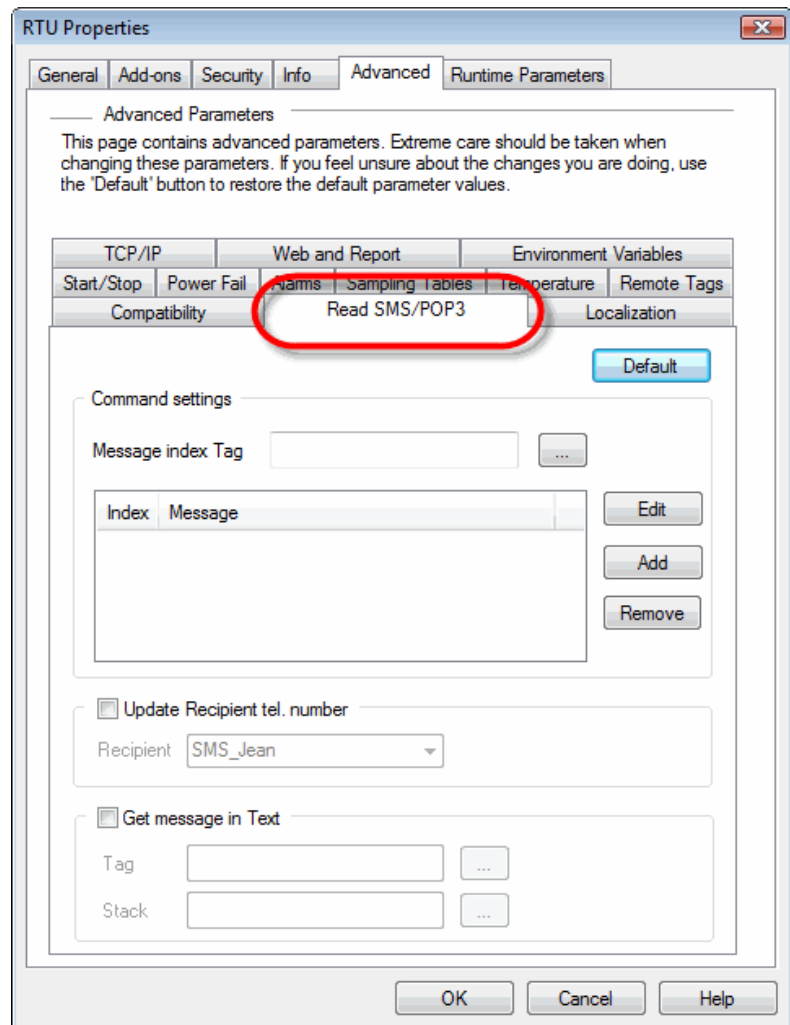 RTU Properties
General Add-ons Security Info Advanced Runtime Parameters
Advanced Parameters
This page contains advanced parameters. Extreme care should be taken when
changing these parameters. If you feel unsure about the changes you are doing, use
the 'Default' button to restore the default parameter values.
TCP/IP Web and Report Environment Variables
Start/Stop Power Fail Alarms Sampling Tables Temperature Remote Tags
Compatibility Read SMS/POP3 Localization
Default
Command settings
Message index Tag ...
Index Message
Edit
Add
Remove
Update Recipient tel. number
Recipient SMS_Jean
Get message in Text
Tag ...
Stack ...
OK Cancel Help